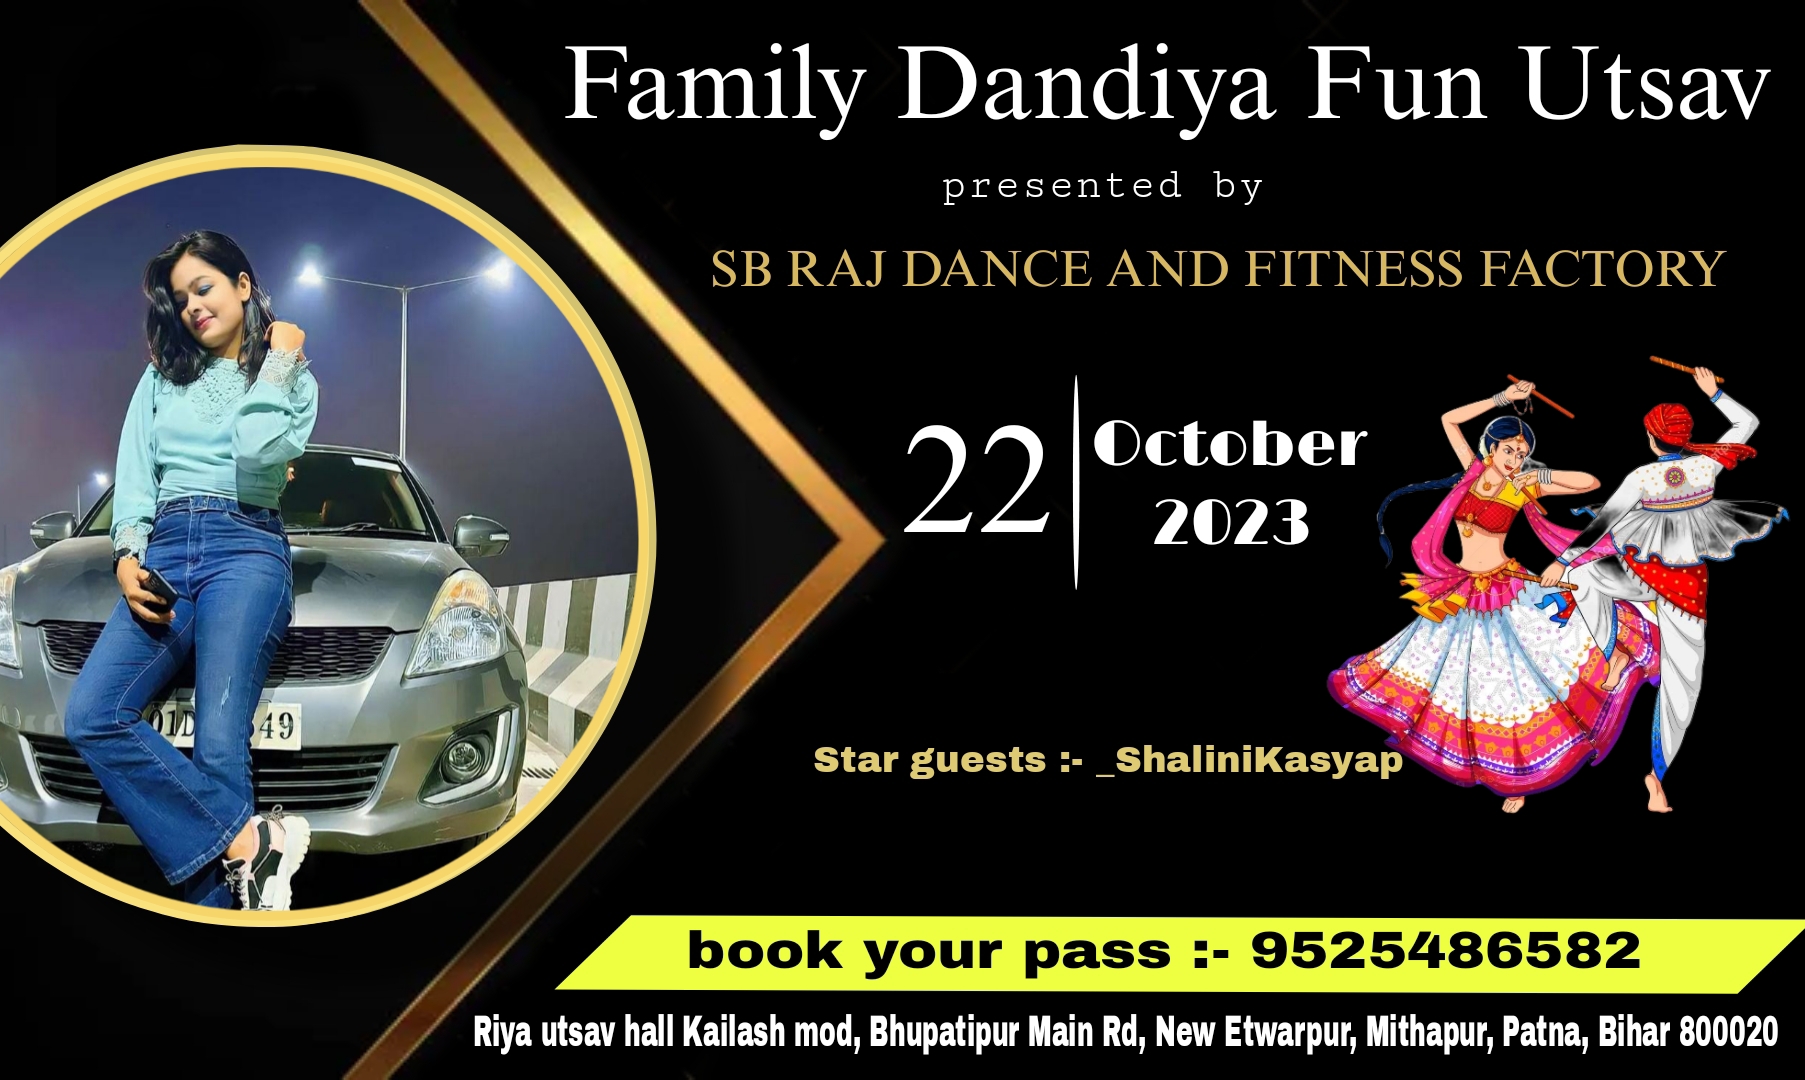 Family Dandiya Fun Utsav
presented by
SB RAJ DANCE AND FITNESS FACTORY
22
October
2023
Star guests :- _ShaliniKasyap
book your pass :- 9525486582
Riya utsav hall Kailash mod, Bhupatipur Main Rd, New Etwarpur, Mithapur, Patna, Bihar 800020